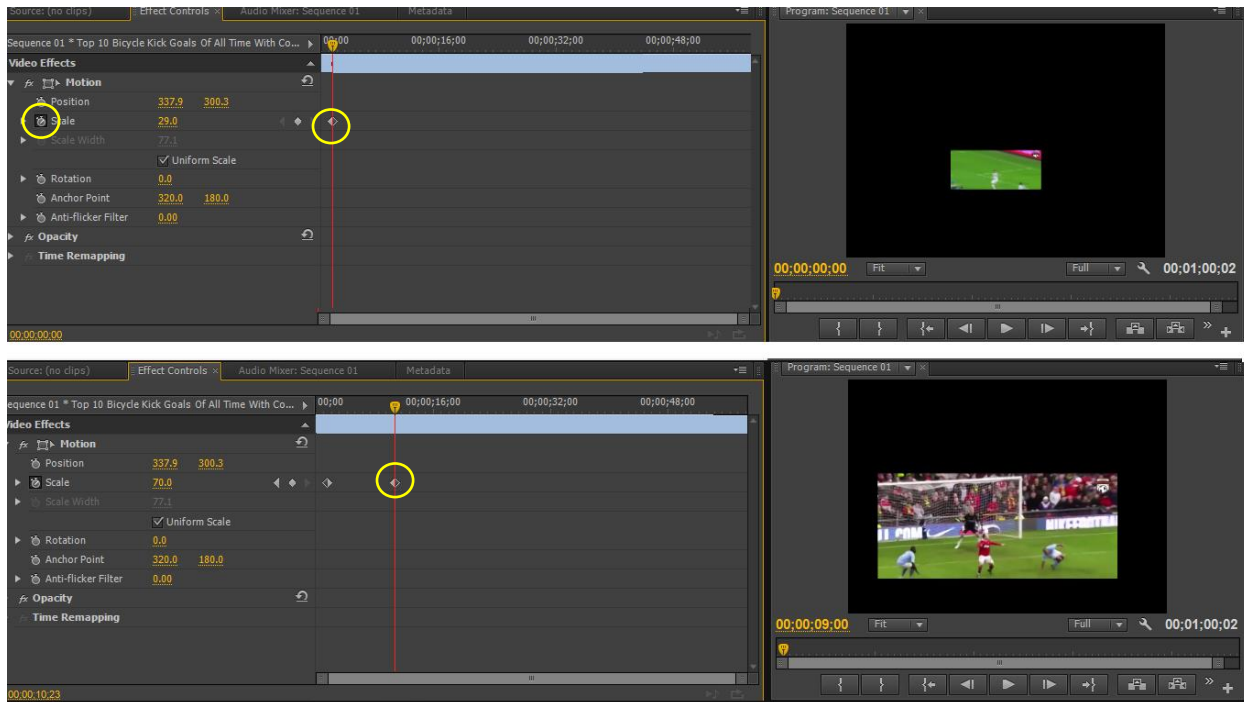 Source: (no clips) Effect Controls × Audio Mixer: Sequence 01 Metadata
Sequence 01 * Top 10 Bicycle Kick Goals Of All Time With Co... 00;00 00;00;16;00 00;00;32;00 00;00;48;00
Video Effects
fx Motion
Position 337.9 300.3
Scale 29.0
Scale Width 77.1
Uniform Scale
Rotation 0.0
Anchor Point 320.0 180.0
Anti-flicker Filter 0.00
fx Opacity
Time Remapping
00;00;00;00
Program: Sequence 01 ×
00;00;00;00 Fit Full 00;01;00;02
Source: (no clips) Effect Controls × Audio Mixer: Sequence 01 Metadata
equence 01 * Top 10 Bicycle Kick Goals Of All Time With Co... 00;00 00;00;16;00 00;00;32;00 00;00;48;00
Video Effects
fx Motion
Position 337.9 300.3
Scale 70.0
Scale Width 77.1
Uniform Scale
Rotation 0.0
Anchor Point 320.0 180.0
Anti-flicker Filter 0.00
fx Opacity
Time Remapping
00;00;10;23
Program: Sequence 01 ×
00;00;09;00 Fit Full 00;01;00;02